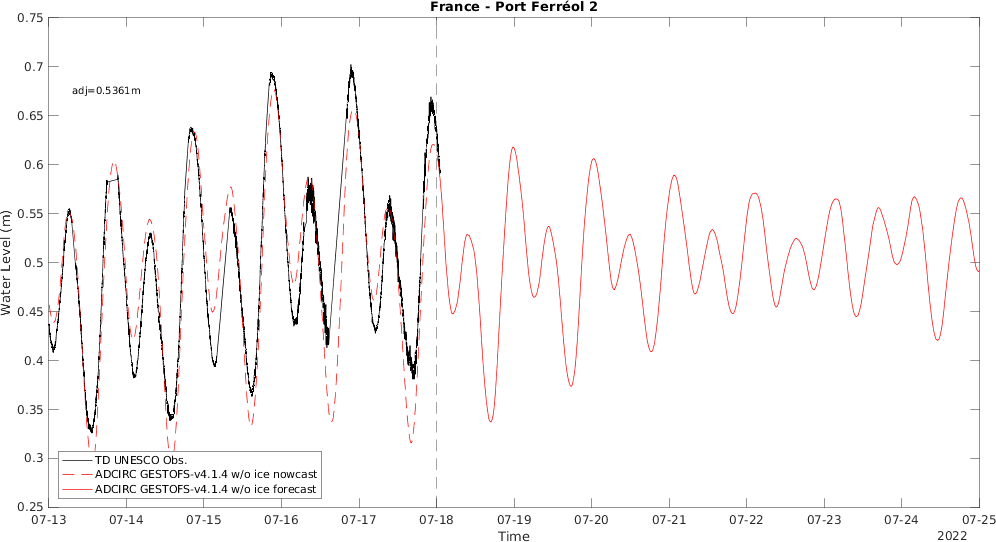 France - Port Ferréol 2
0.75
0.7
0.65
0.6
0.55
0.5
0.45
0.4
0.35
0.3
0.25
Water Level (m)
adj=0.5361m
TD UNESCO Obs.
ADCIRC GESTOFS-v4.1.4 w/o ice nowcast
ADCIRC GESTOFS-v4.1.4 w/o ice forecast
07-13 07-14 07-15 07-16 07-17 07-18 07-19 07-20 07-21 07-22 07-23 07-24 07-25
Time
2022